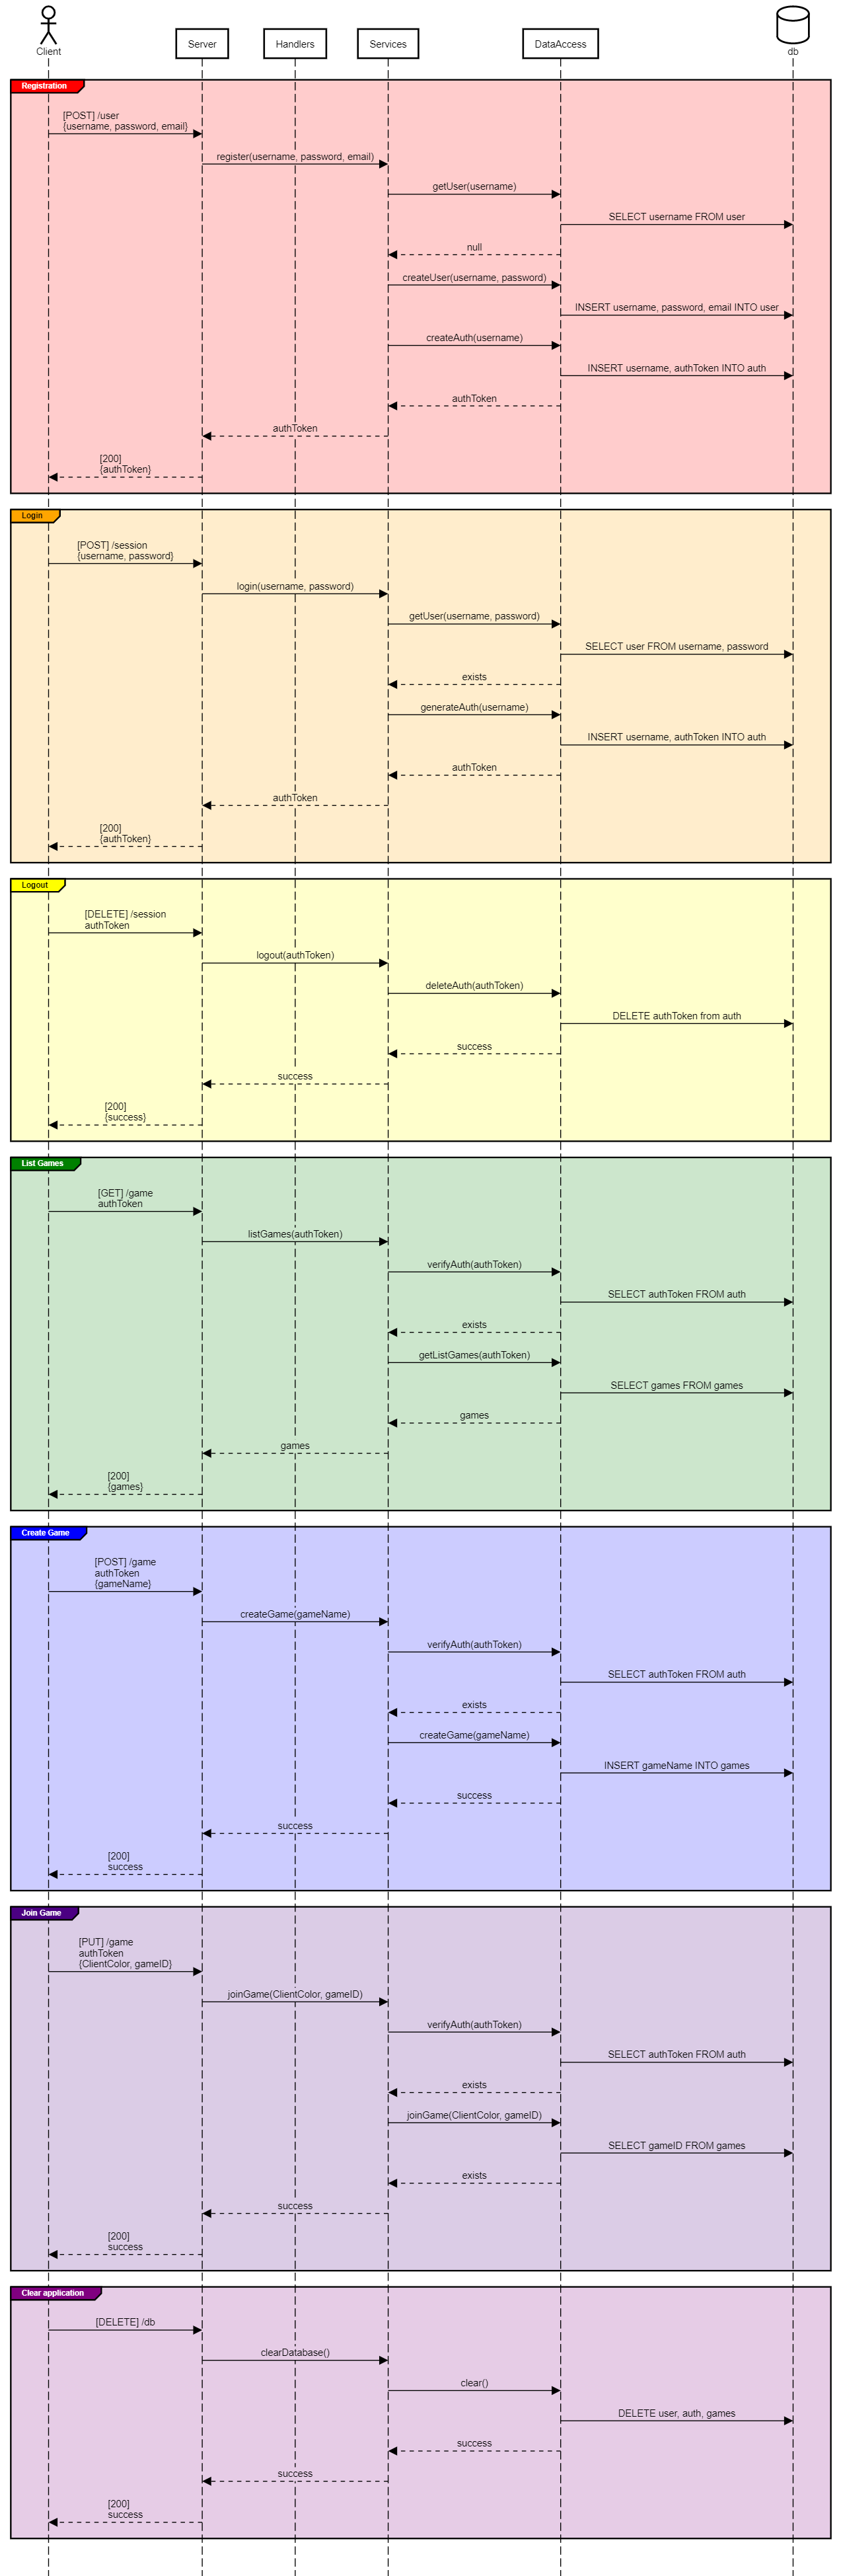 Client
Server
Handlers
Services
DataAccess
db
Registration
[POST] /user
{username, password, email}
register(username, password, email)
getUser(username)
SELECT username FROM user
null
createUser(username, password)
INSERT username, password, email INTO user
createAuth(username)
INSERT username, authToken INTO auth
authToken
authToken
[200]
{authToken}
Login
[POST] /session
{username, password}
login(username, password)
getUser(username, password)
SELECT user FROM username, password
exists
generateAuth(username)
INSERT username, authToken INTO auth
authToken
authToken
[200]
{authToken}
Logout
[DELETE] /session
authToken
logout(authToken)
deleteAuth(authToken)
DELETE authToken from auth
success
success
[200]
{success}
List Games
[GET] /game
authToken
listGames(authToken)
verifyAuth(authToken)
SELECT authToken FROM auth
exists
getListGames(authToken)
SELECT games FROM games
games
games
[200]
{games}
Create Game
[POST] /game
authToken
{gameName}
createGame(gameName)
verifyAuth(authToken)
SELECT authToken FROM auth
exists
createGame(gameName)
INSERT gameName INTO games
success
success
[200]
success
Join Game
[PUT] /game
authToken
{ClientColor, gameID}
joinGame(ClientColor, gameID)
verifyAuth(authToken)
SELECT authToken FROM auth
exists
joinGame(ClientColor, gameID)
SELECT gameID FROM games
exists
success
[200]
success
Clear application
[DELETE] /db
clearDatabase()
clear()
DELETE user, auth, games
success
success
[200]
success